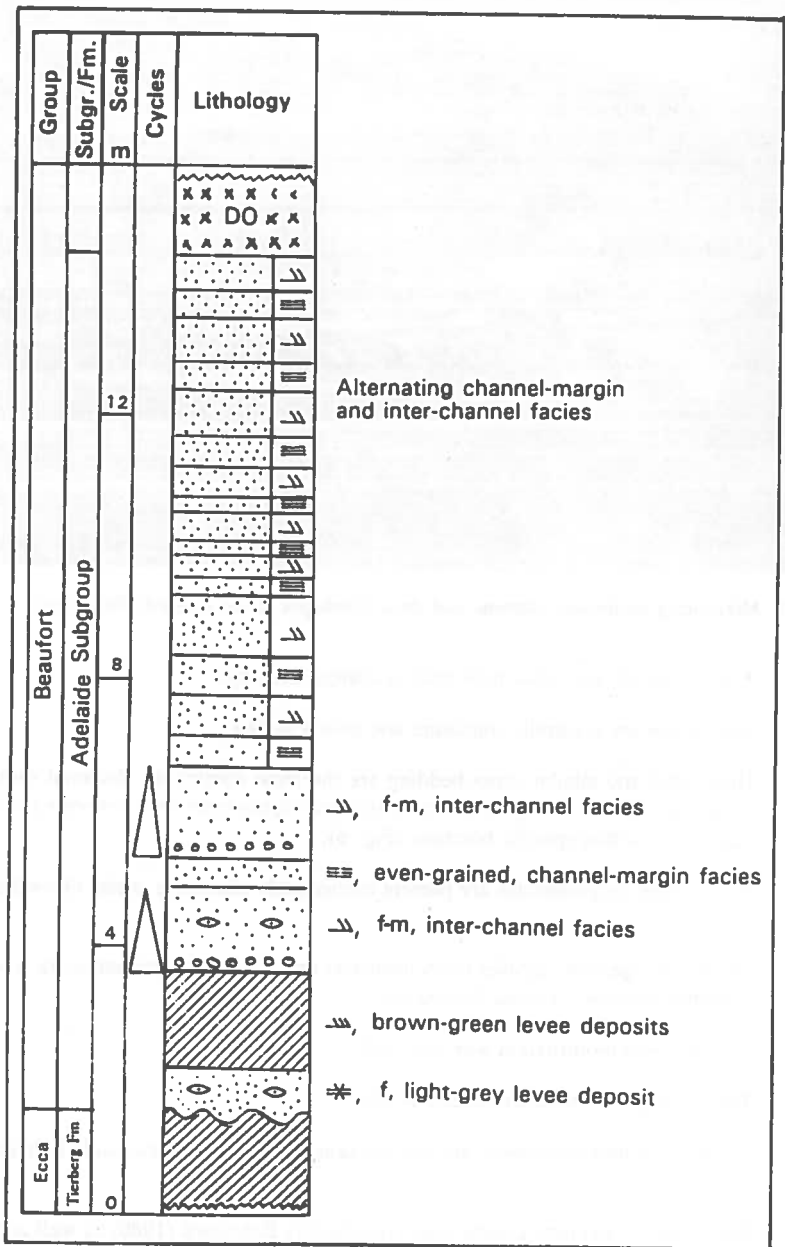 Group
Subgr./Fm.
Scale
m
Cycles
Lithology
DO
Alternating channel-margin
and inter-channel facies
12
Beaufort
Adelaide Subgroup
8
f-m, inter-channel facies
even-grained, channel-margin facies
4
f-m, inter-channel facies
brown-green levee deposits
f, light-grey levee deposit
Ecca
Tierberg Fm
0